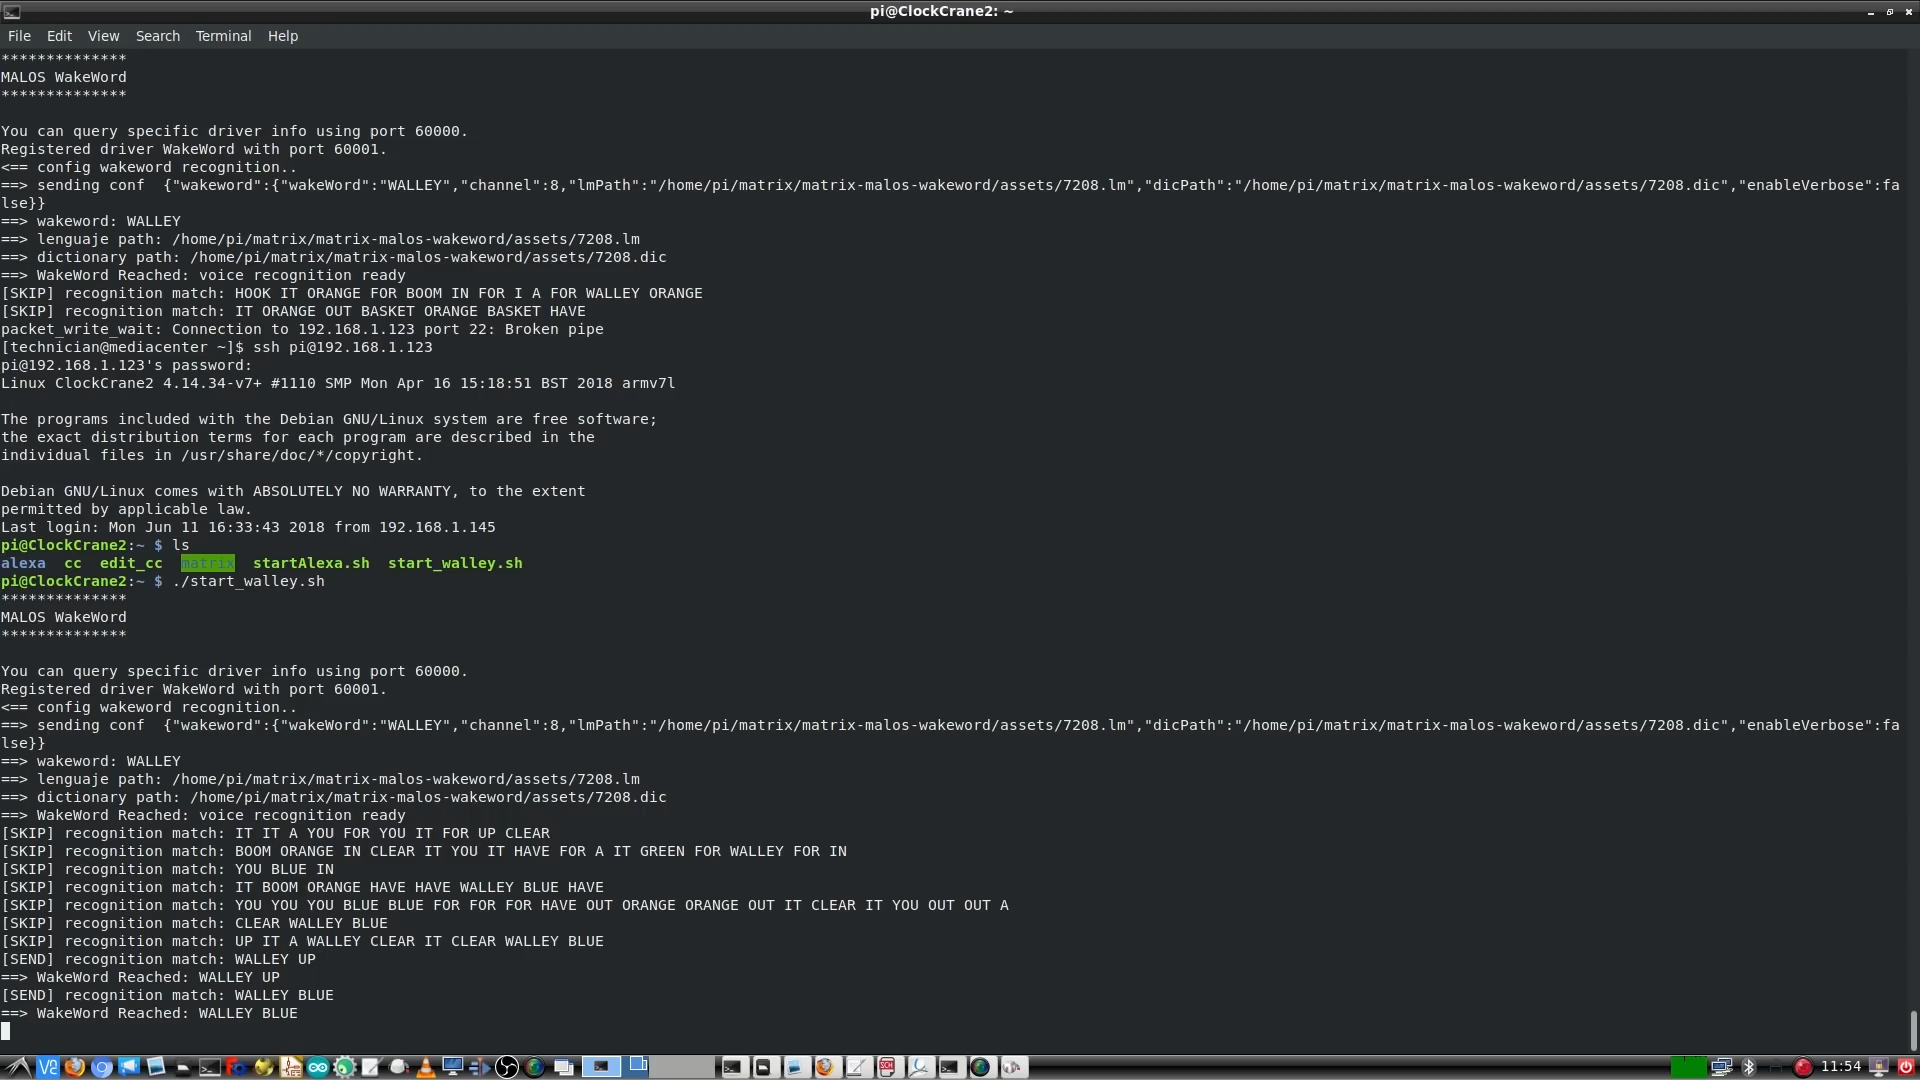 pi@ClockCrane2: ~
File Edit View Search Terminal Help
**************
MALOS WakeWord
**************
You can query specific driver info using port 60000.
Registered driver WakeWord with port 60001.
<== config wakeword recognition..
==> sending conf  {"wakeword":{"wakeWord":"WALLEY","channel":8,"lmPath":"/home/pi/matrix/matrix-malos-wakeword/assets/7208.lm","dicPath":"/home/pi/matrix/matrix-malos-wakeword/assets/7208.dic","enableVerbose":fa
lse}}
==> wakeword: WALLEY
==> lenguaje path: /home/pi/matrix/matrix-malos-wakeword/assets/7208.lm
==> dictionary path: /home/pi/matrix/matrix-malos-wakeword/assets/7208.dic
==> WakeWord Reached: voice recognition ready
[SKIP] recognition match: HOOK IT ORANGE FOR BOOM IN FOR I A FOR WALLEY ORANGE
[SKIP] recognition match: IT ORANGE OUT BASKET ORANGE BASKET HAVE
packet_write_wait: Connection to 192.168.1.123 port 22: Broken pipe
[technician@mediacenter ~]$ ssh pi@192.168.1.123
pi@192.168.1.123's password:
Linux ClockCrane2 4.14.34-v7+ #1110 SMP Mon Apr 16 15:18:51 BST 2018 armv7l
The programs included with the Debian GNU/Linux system are free software;
the exact distribution terms for each program are described in the
individual files in /usr/share/doc/*/copyright.
Debian GNU/Linux comes with ABSOLUTELY NO WARRANTY, to the extent
permitted by applicable law.
Last login: Mon Jun 11 16:33:43 2018 from 192.168.1.145
pi@ClockCrane2:~ $ ls
alexa  cc  edit_cc  matrix  startAlexa.sh  start_walley.sh
pi@ClockCrane2:~ $ ./start_walley.sh
**************
MALOS WakeWord
**************
You can query specific driver info using port 60000.
Registered driver WakeWord with port 60001.
<== config wakeword recognition..
==> sending conf  {"wakeword":{"wakeWord":"WALLEY","channel":8,"lmPath":"/home/pi/matrix/matrix-malos-wakeword/assets/7208.lm","dicPath":"/home/pi/matrix/matrix-malos-wakeword/assets/7208.dic","enableVerbose":fa
lse}}
==> wakeword: WALLEY
==> lenguaje path: /home/pi/matrix/matrix-malos-wakeword/assets/7208.lm
==> dictionary path: /home/pi/matrix/matrix-malos-wakeword/assets/7208.dic
==> WakeWord Reached: voice recognition ready
[SKIP] recognition match: IT IT A YOU FOR YOU IT FOR UP CLEAR
[SKIP] recognition match: BOOM ORANGE IN CLEAR IT YOU IT HAVE FOR A IT GREEN FOR WALLEY FOR IN
[SKIP] recognition match: YOU BLUE IN
[SKIP] recognition match: IT BOOM ORANGE HAVE HAVE WALLEY BLUE HAVE
[SKIP] recognition match: YOU YOU YOU BLUE BLUE FOR FOR FOR HAVE OUT ORANGE ORANGE OUT IT CLEAR IT YOU OUT OUT A
[SKIP] recognition match: CLEAR WALLEY BLUE
[SKIP] recognition match: UP IT A WALLEY CLEAR IT CLEAR WALLEY BLUE
[SEND] recognition match: WALLEY UP
==> WakeWord Reached: WALLEY UP
[SEND] recognition match: WALLEY BLUE
==> WakeWord Reached: WALLEY BLUE
11:54